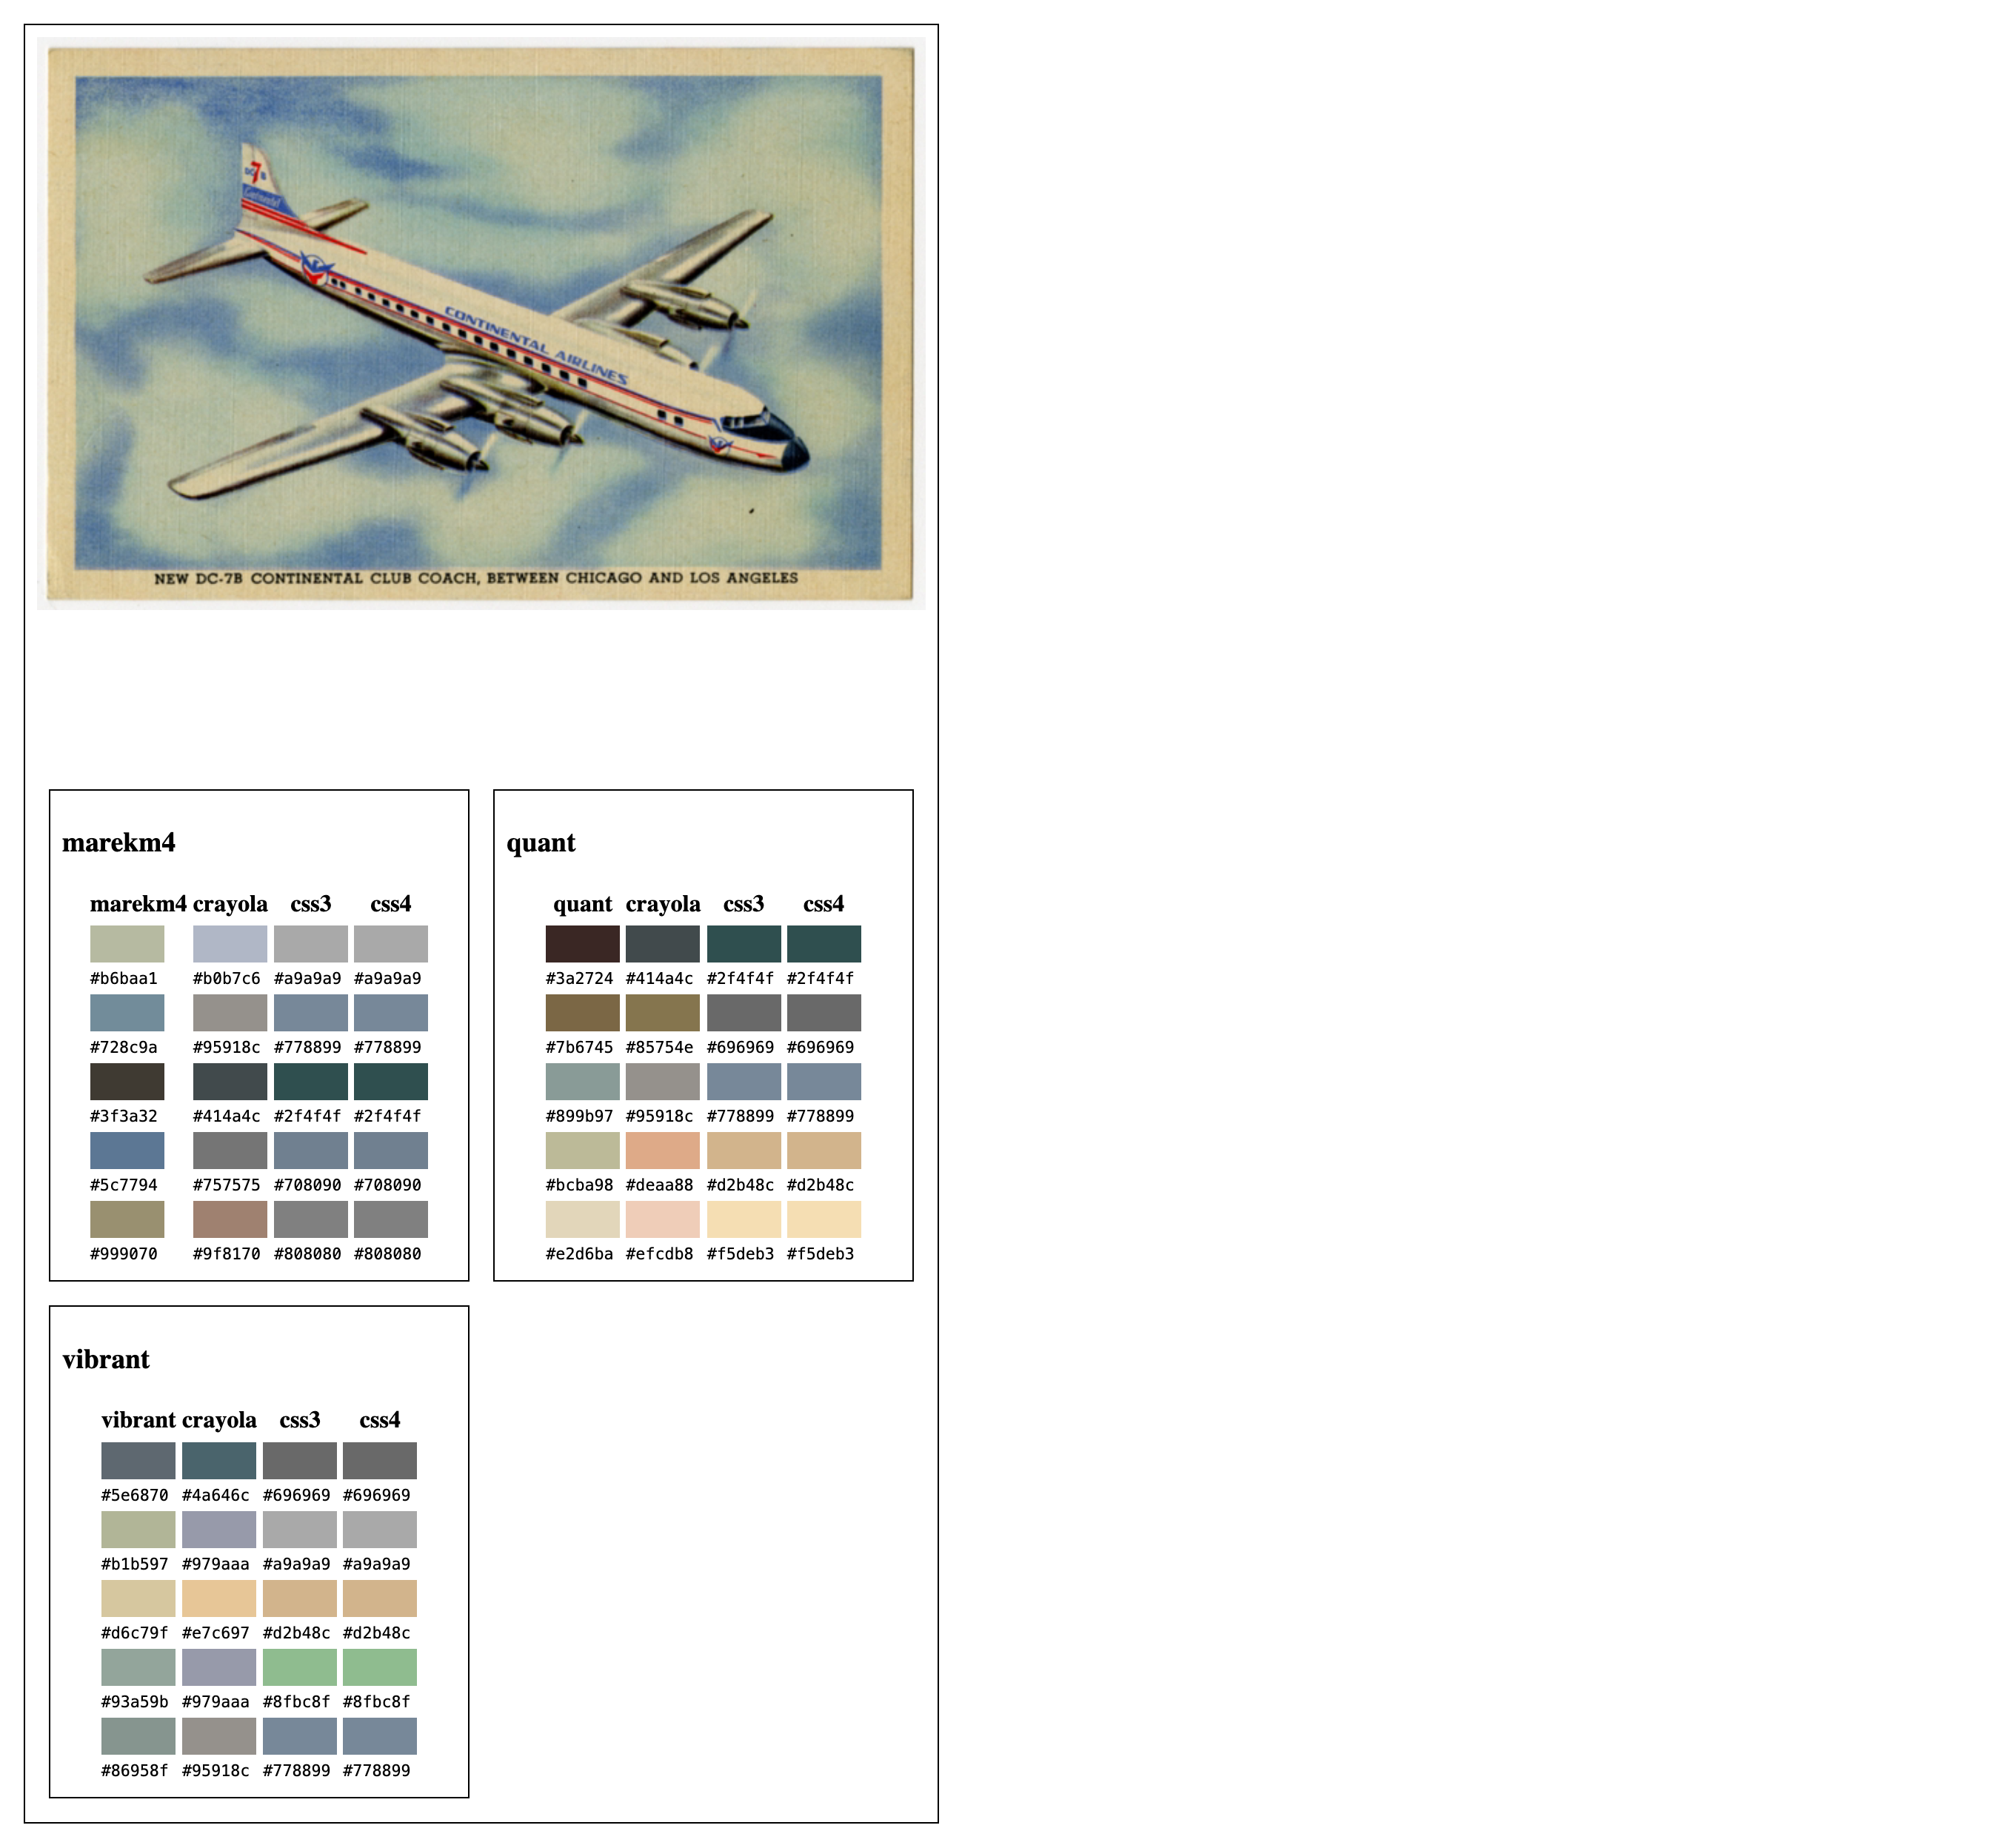 7
DC B
Continental
CONTINENTAL AIRLINES
NEW DC-7B CONTINENTAL CLUB COACH, BETWEEN CHICAGO AND LOS ANGELES
marekm4
marekm4 crayola css3 css4
#b6baa1 #b0b7c6 #a9a9a9 #a9a9a9
#728c9a #95918c #778899 #778899
#3f3a32 #414a4c #2f4f4f #2f4f4f
#5c7794 #757575 #708090 #708090
#999070 #9f8170 #808080 #808080
quant
quant crayola css3 css4
#3a2724 #414a4c #2f4f4f #2f4f4f
#7b6745 #85754e #696969 #696969
#899b97 #95918c #778899 #778899
#bcba98 #deaa88 #d2b48c #d2b48c
#e2d6ba #efcdb8 #f5deb3 #f5deb3
vibrant
vibrant crayola css3 css4
#5e6870 #4a646c #696969 #696969
#b1b597 #979aaa #a9a9a9 #a9a9a9
#d6c79f #e7c697 #d2b48c #d2b48c
#93a59b #979aaa #8fbc8f #8fbc8f
#86958f #95918c #778899 #778899